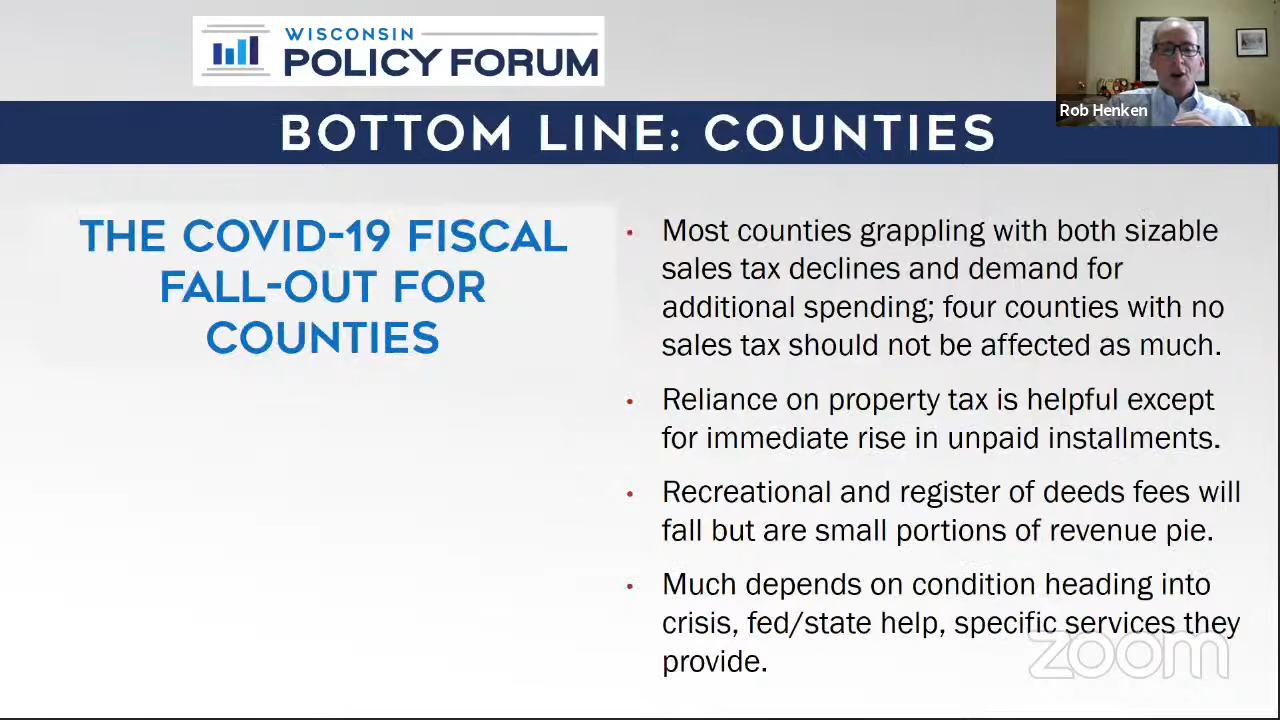 WISCONSIN
POLICY FORUM
Rob Henken
BOTTOM LINE: COUNTIES
THE COVID-19 FISCAL
FALL-OUT FOR
COUNTIES
• Most counties grappling with both sizable
sales tax declines and demand for
additional spending; four counties with no
sales tax should not be affected as much.
• Reliance on property tax is helpful except
for immediate rise in unpaid installments.
• Recreational and register of deeds fees will
fall but are small portions of revenue pie.
• Much depends on condition heading into
crisis, fed/state help, specific services they
provide.
zoom